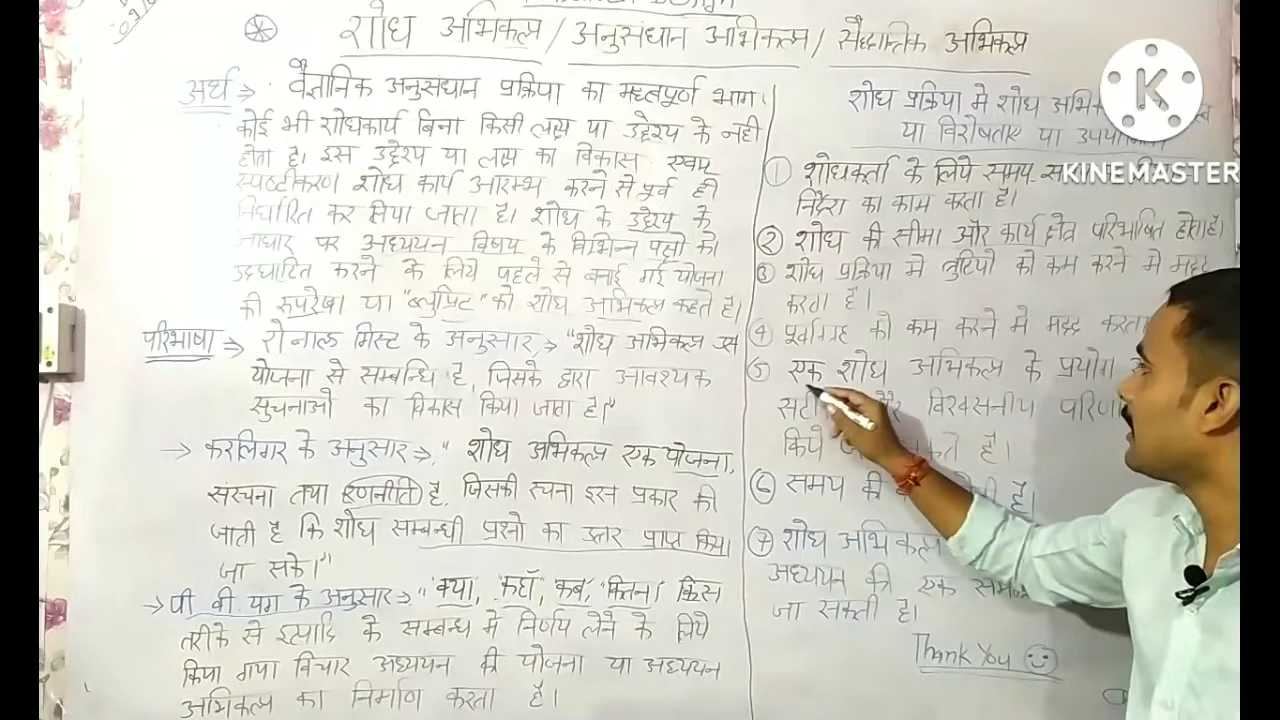 शोध अभिकल्प / अनुसंधान अभिकल्प / सैद्धान्तिक अभिकल्प
अर्थ → वैज्ञानिक अनुसंधान प्रक्रिया का महत्वपूर्ण भाग।
कोई भी शोधकार्य बिना किसी लक्ष्य या उद्देश्य के नही
होता है। इस उद्देश्य या लक्ष्य का विकास एवम
स्पष्टीकरण शोध कार्य आरम्भ करने से पूर्व ही
निर्धारित कर लिया जाता है। शोध के उद्देश्य के
आधार पर अध्ययन विषय के विभिन्न पक्षो को
उदघाटित करने के लिये पहले से बनाई गई योजना
की रूपरेखा या "ब्लुप्रिंट" को शोध अभिकल्प कहते है।
परिभाषा → रोनाल्ड मिस्ट के अनुसार → "शोध अभिकल्प उस
योजना से सम्बन्धि है, जिसके द्वारा आवश्यक
सुचनाओ का विकास किया जाता है।"
→ करलिंगर के अनुसार → "शोध अभिकल्प एक योजना,
संरचना तथा रणनीति है, जिसकी रचना इस प्रकार की
जाती है कि शोध सम्बन्धी प्रश्नो का उत्तर प्राप्त किया
जा सके।"
→ पी वी यंग के अनुसार → "क्या, "कहाँ", कब, "कितना। किस
तरीके से इत्यादि के सम्बन्ध मे निर्णय लेने के लिये
किया गया विचार अध्ययन की योजना या अध्ययन
अभिकल्प का निर्माण करता है।
शोध प्रक्रिया मे शोध
या विशेषताए या
① शोधकर्ता के लिये समय
निर्देश का काम करता है।
② शोध की सीमा और कार्य क्षेत्र परिभाषित होता है।
③ शोध प्रक्रिया मे त्रुटियो को कम करने मे मदद
करता है।
④ पूर्वाग्रह को कम करने मे मदद करता
⑤ एक शोध अभिकल्प के प्रयोग
विश्वसनीय
किये है।
⑥ समय की है।
⑦ शोध अभिकल्प
अध्ययन की एक
जा सकती है।
Thank You
K
KINEMASTER